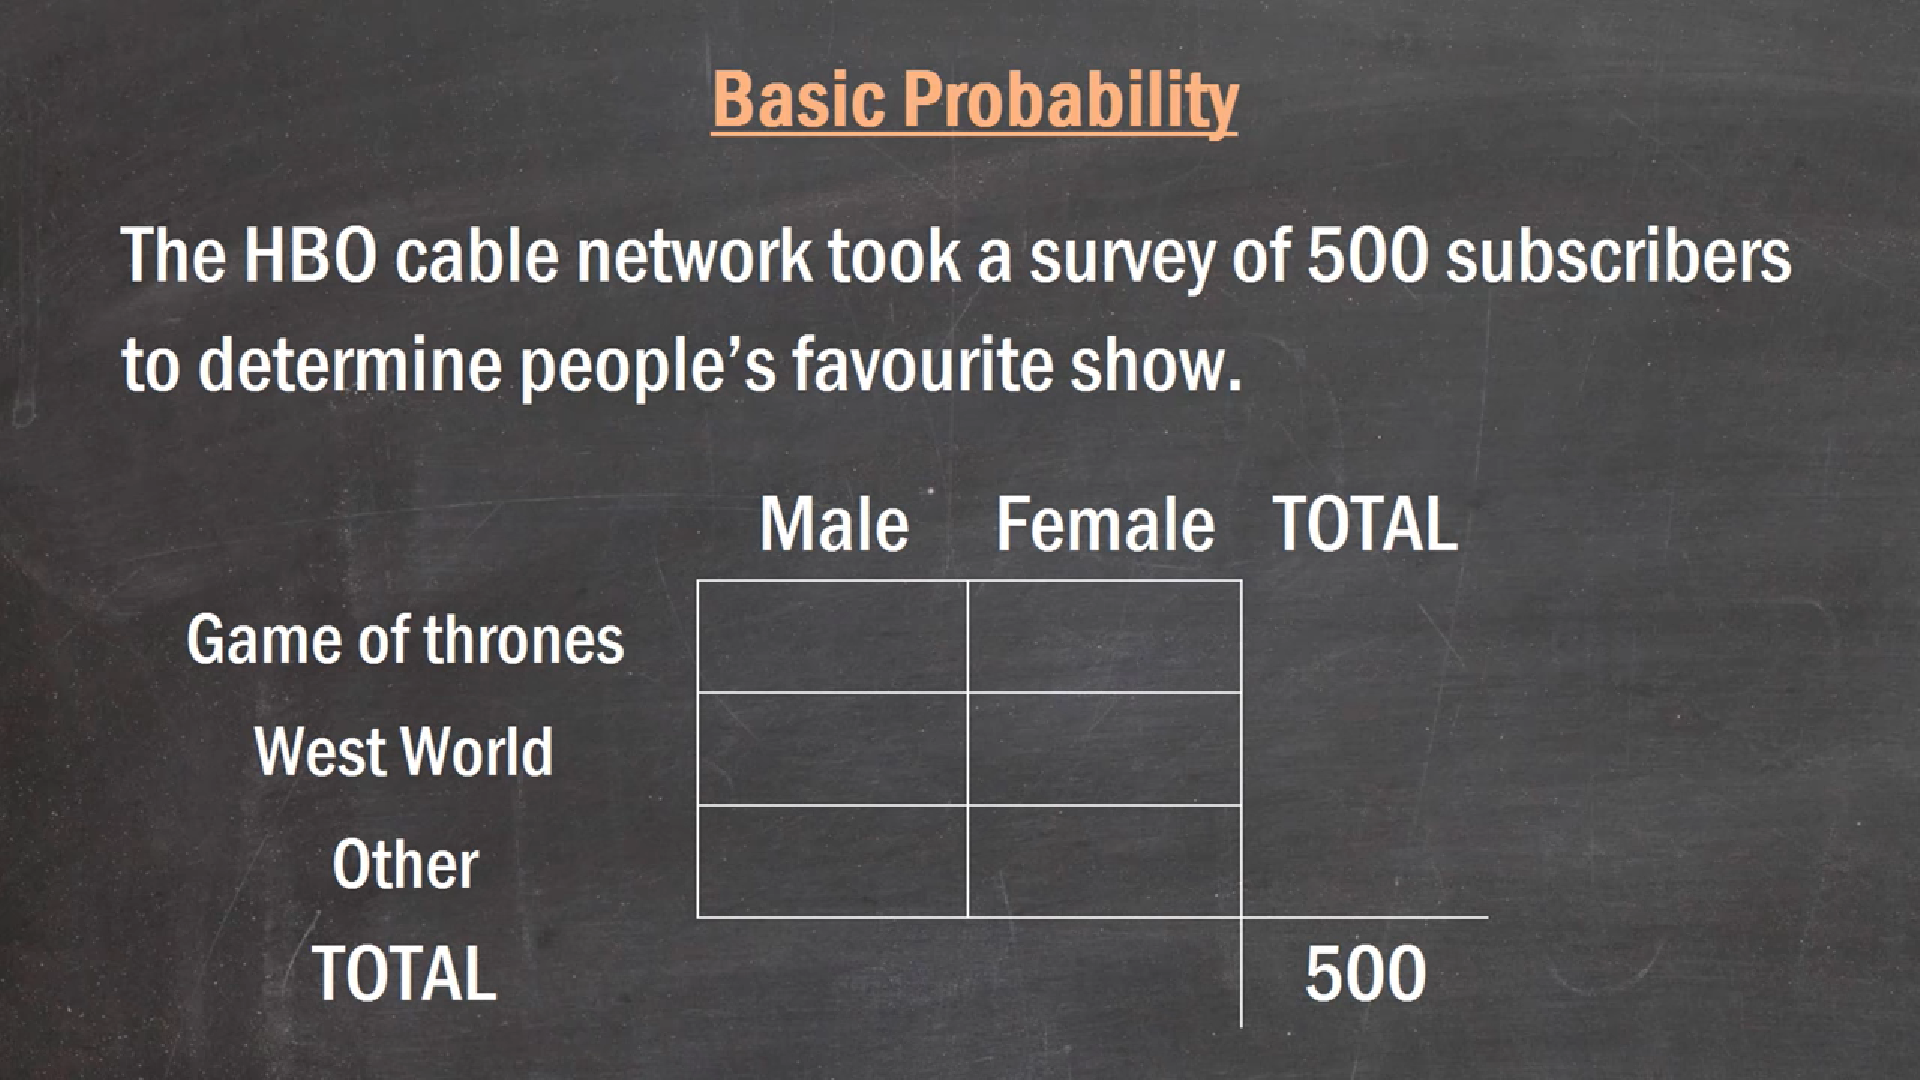 Basic Probability
The HBO cable network took a survey of 500 subscribers
to determine people’s favourite show.
Male Female TOTAL
Game of thrones
West World
Other
TOTAL 500